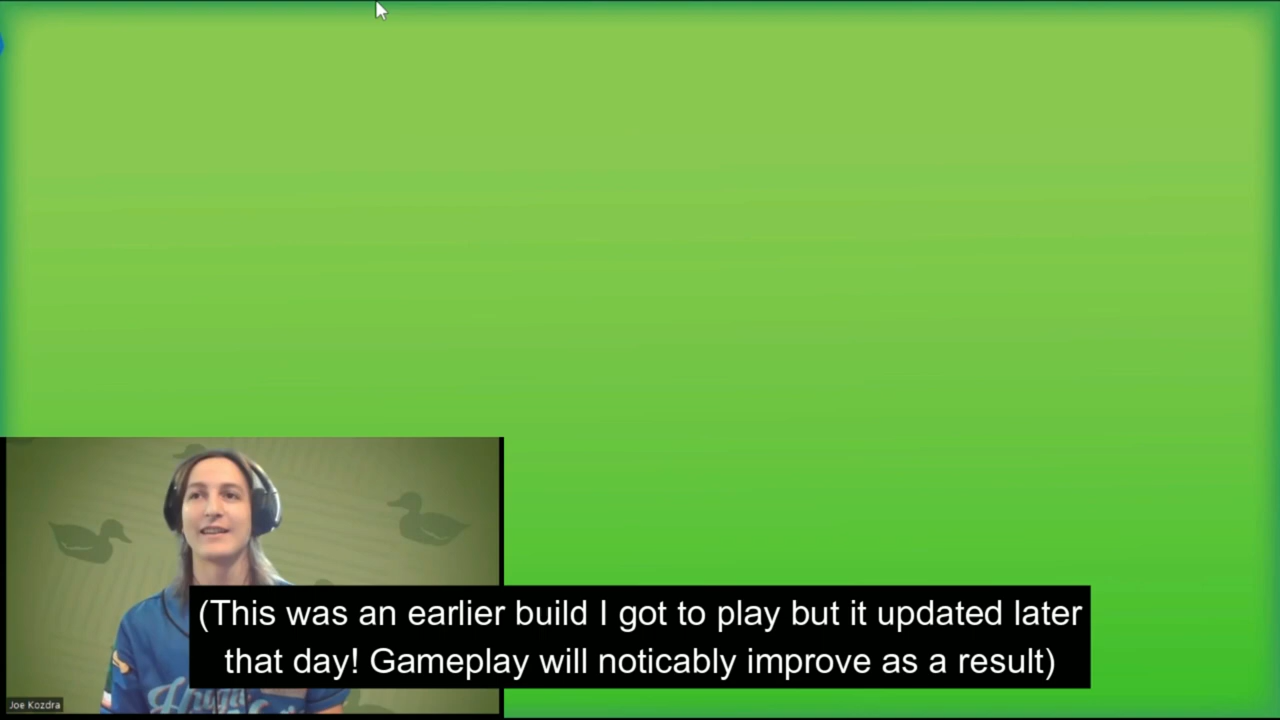 (This was an earlier build I got to play but it updated later
that day! Gameplay will noticably improve as a result)
Joe Kozdra